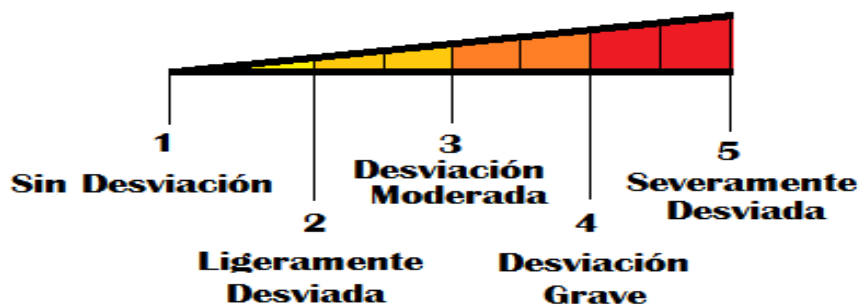 1
Sin Desviación
2
Ligeramente
Desviada
3
Desviación
Moderada
4
Desviación
Grave
5
Severamente
Desviada